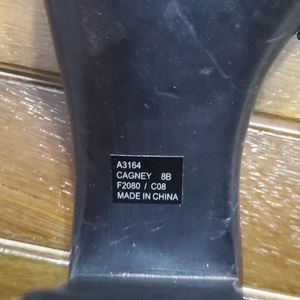 A3164
CAGNEY 8B
F2080 / C08
MADE IN CHINA